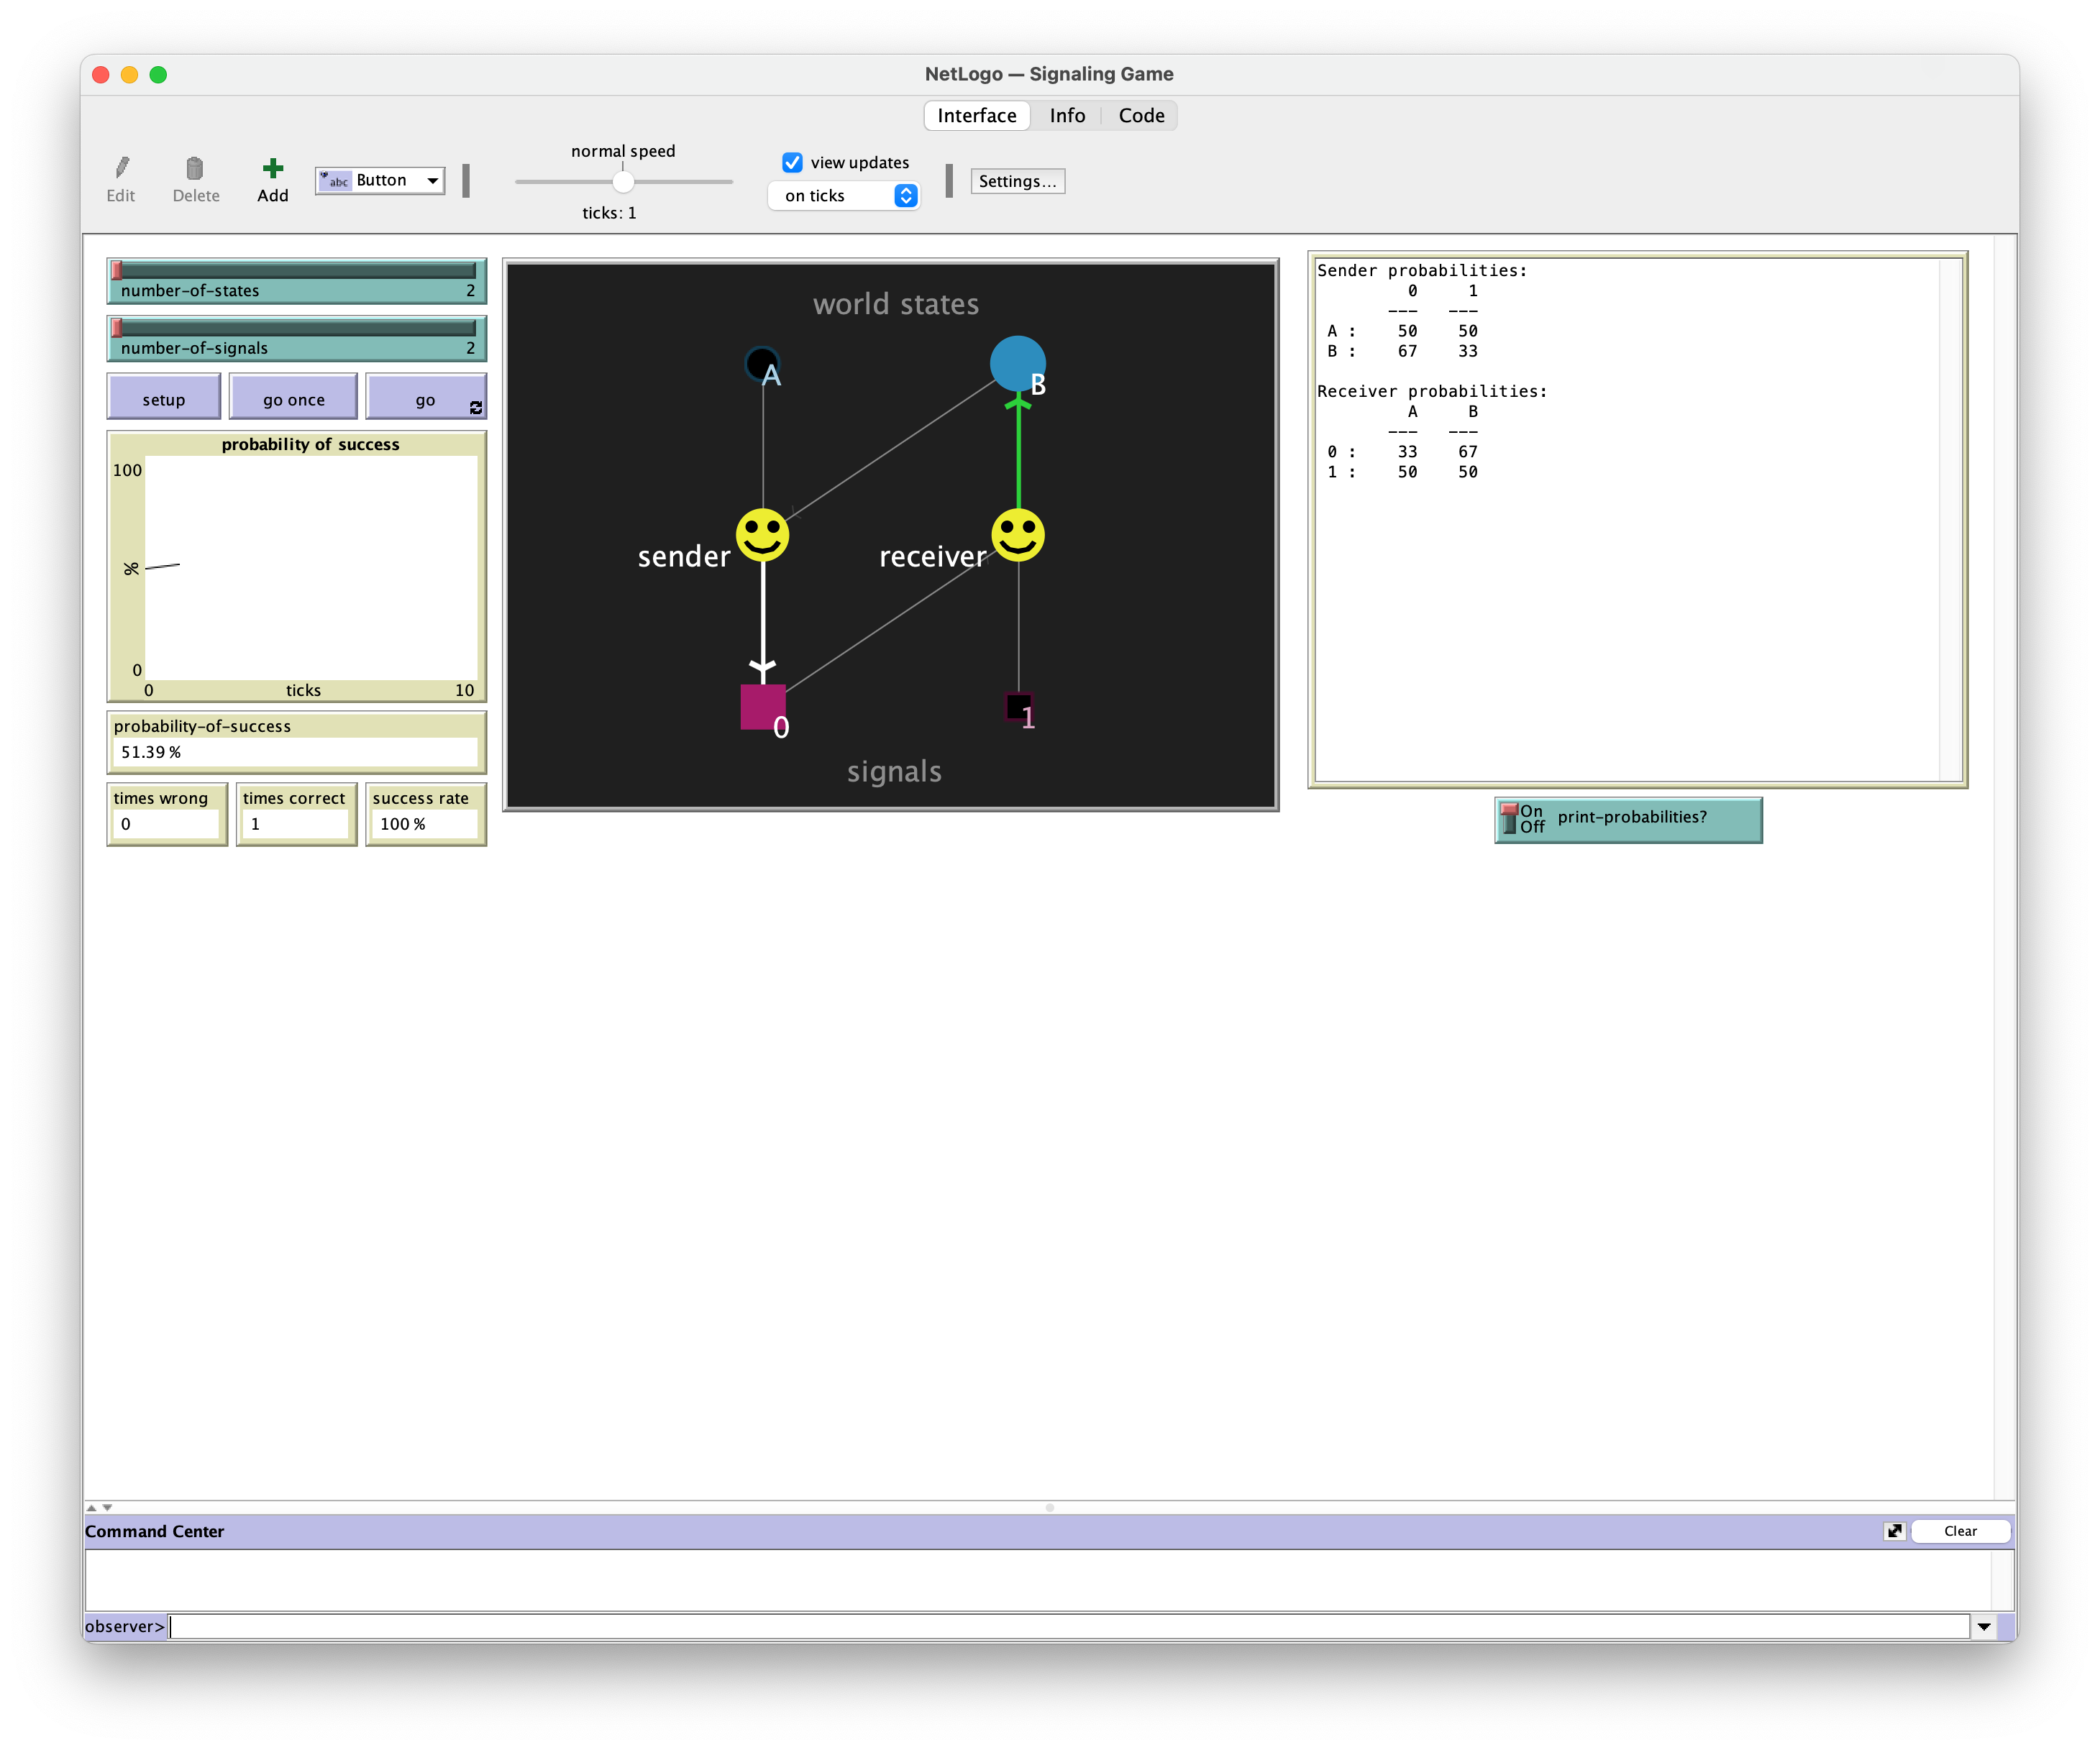 NetLogo — Signaling Game
Interface Info Code
Edit Delete Add abc Button normal speed ticks: 1 view updates on ticks Settings...
number-of-states 2
number-of-signals 2
setup go once go
probability of success
100
%
0
0 ticks 10
probability-of-success
51.39 %
times wrong times correct success rate
0 1 100 %
world states
A B
sender receiver
0 1
signals
Sender probabilities:
0 1
--- ---
A : 50 50
B : 67 33
Receiver probabilities:
A B
--- ---
0 : 33 67
1 : 50 50
On
Off print-probabilities?
Command Center Clear
observer>